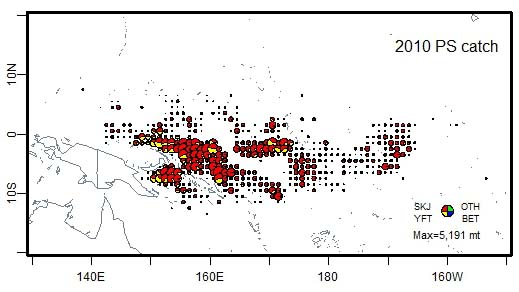 2010 PS catch
10N
0
10S
SKJ OTH
YFT BET
Max=5,191 mt
140E 160E 180 160W